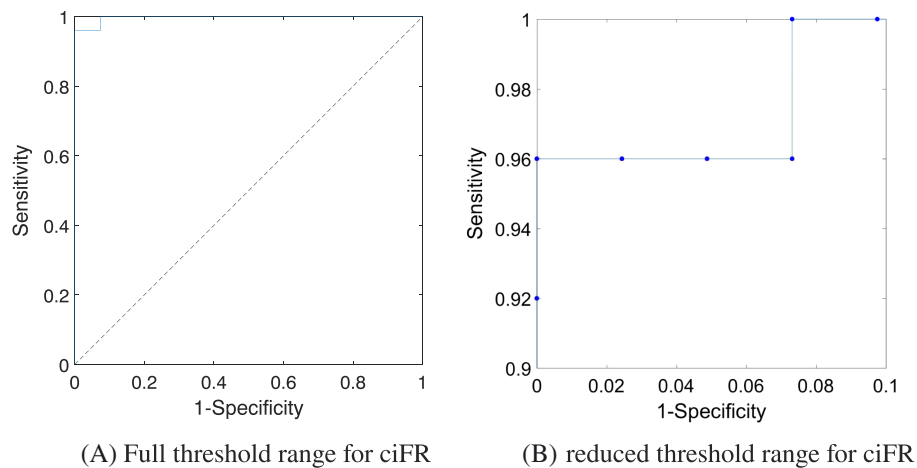 1
0.8
0.6
0.4
0.2
0
Sensitivity
0 0.2 0.4 0.6 0.8 1
1-Specificity
(A) Full threshold range for ciFR
1
0.98
0.96
0.94
0.92
0.9
Sensitivity
0 0.02 0.04 0.06 0.08 0.1
1-Specificity
(B) reduced threshold range for ciFR